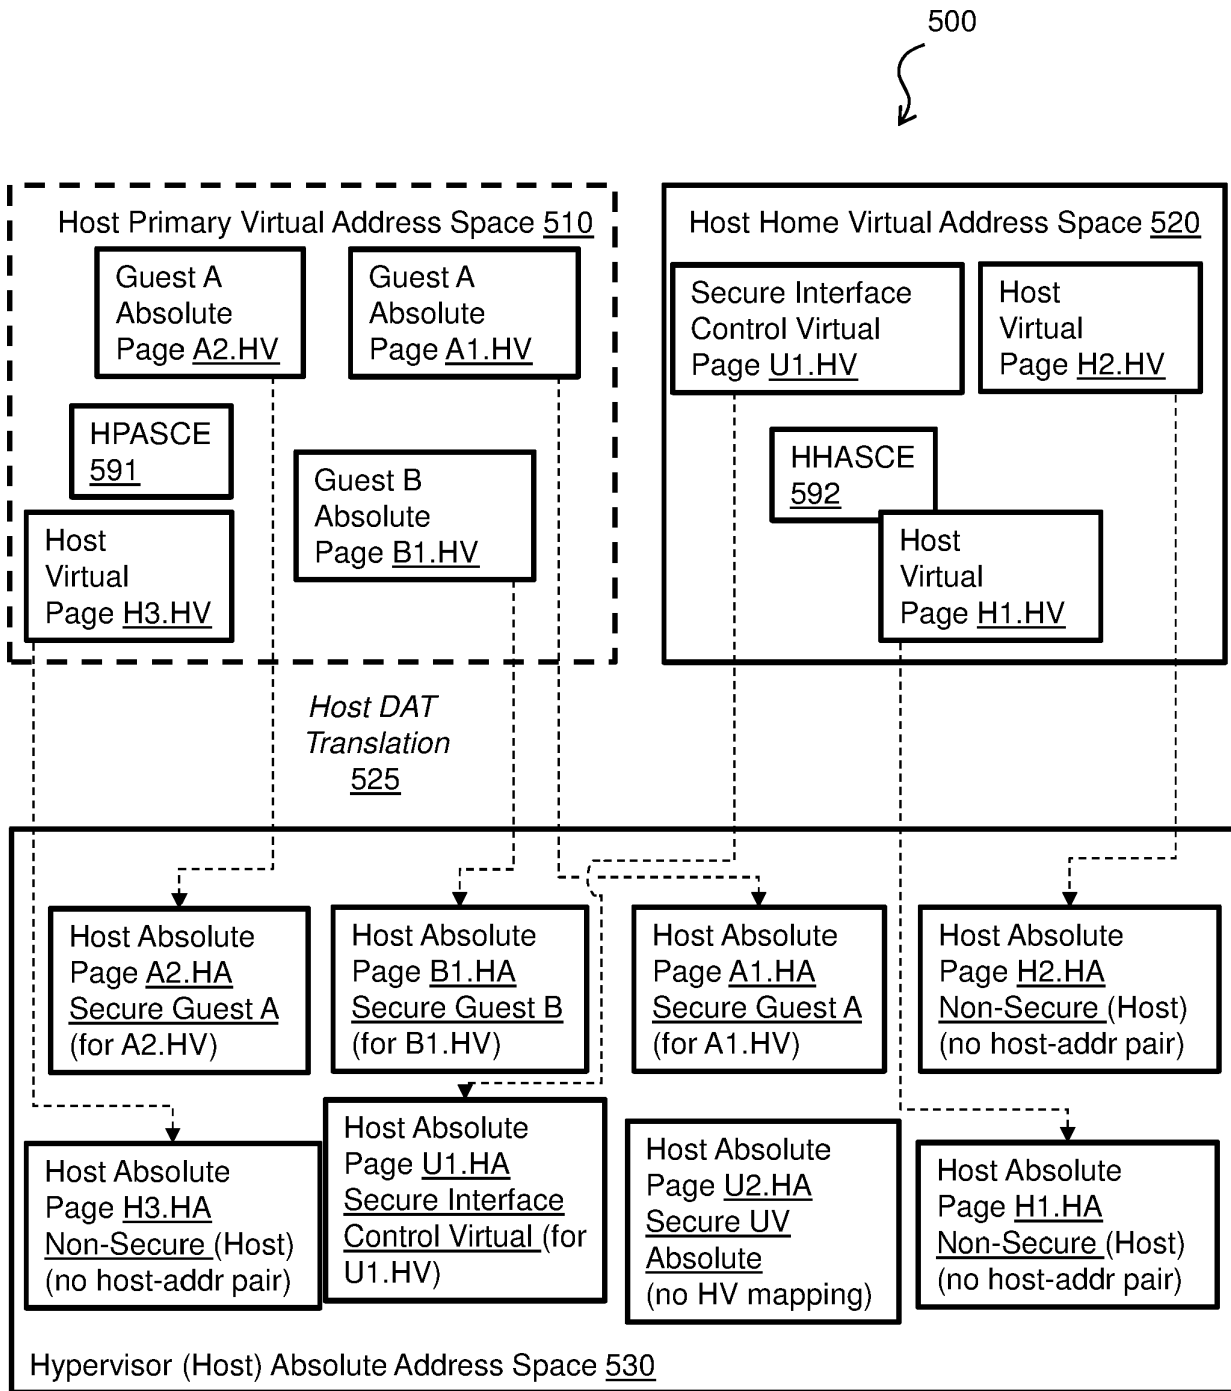 500
Host Primary Virtual Address Space 510
Guest A
Absolute
Page A2.HV
Guest A
Absolute
Page A1.HV
HPASCE
591
Guest B
Absolute
Page B1.HV
Host
Virtual
Page H3.HV
Host Home Virtual Address Space 520
Secure Interface
Control Virtual
Page U1.HV
Host
Virtual
Page H2.HV
HHASCE
592
Host
Virtual
Page H1.HV
Host DAT
Translation
525
Host Absolute
Page A2.HA
Secure Guest A
(for A2.HV)
Host Absolute
Page B1.HA
Secure Guest B
(for B1.HV)
Host Absolute
Page A1.HA
Secure Guest A
(for A1.HV)
Host Absolute
Page H2.HA
Non-Secure (Host)
(no host-addr pair)
Host Absolute
Page H3.HA
Non-Secure (Host)
(no host-addr pair)
Host Absolute
Page U1.HA
Secure Interface
Control Virtual (for
U1.HV)
Host Absolute
Page U2.HA
Secure UV
Absolute
(no HV mapping)
Host Absolute
Page H1.HA
Non-Secure (Host)
(no host-addr pair)
Hypervisor (Host) Absolute Address Space 530